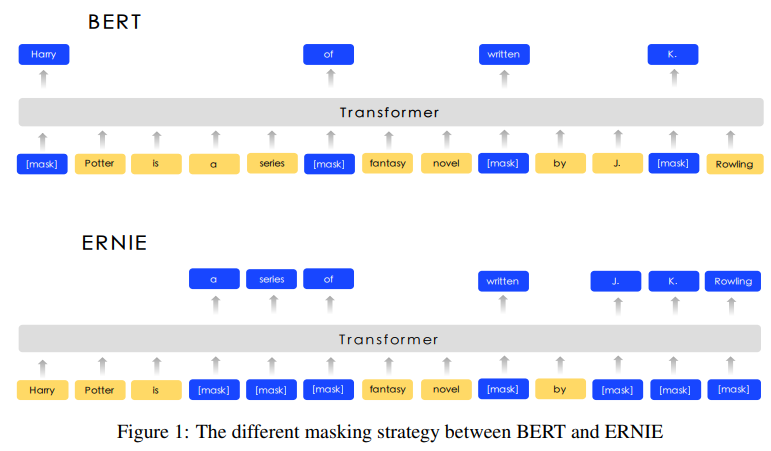 BERT
Harry of written K.
Transformer
[mask] Potter is a series [mask] fantasy novel [mask] by J. [mask] Rowling
ERNIE
a series of written J. K. Rowling
Transformer
Harry Potter is [mask] [mask] [mask] fantasy novel [mask] by [mask] [mask] [mask]
Figure 1: The different masking strategy between BERT and ERNIE